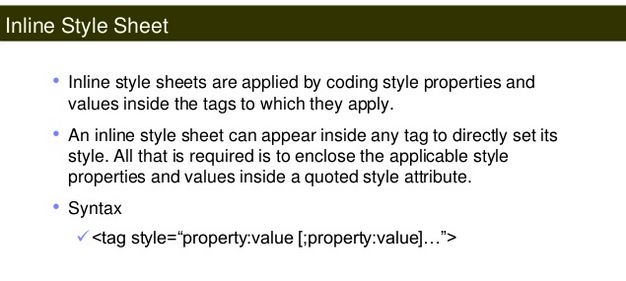 Inline Style Sheet
• Inline style sheets are applied by coding style properties and
values inside the tags to which they apply.
• An inline style sheet can appear inside any tag to directly set its
style. All that is required is to enclose the applicable style
properties and values inside a quoted style attribute.
• Syntax
✓<tag style=“property:value [;property:value]…”>